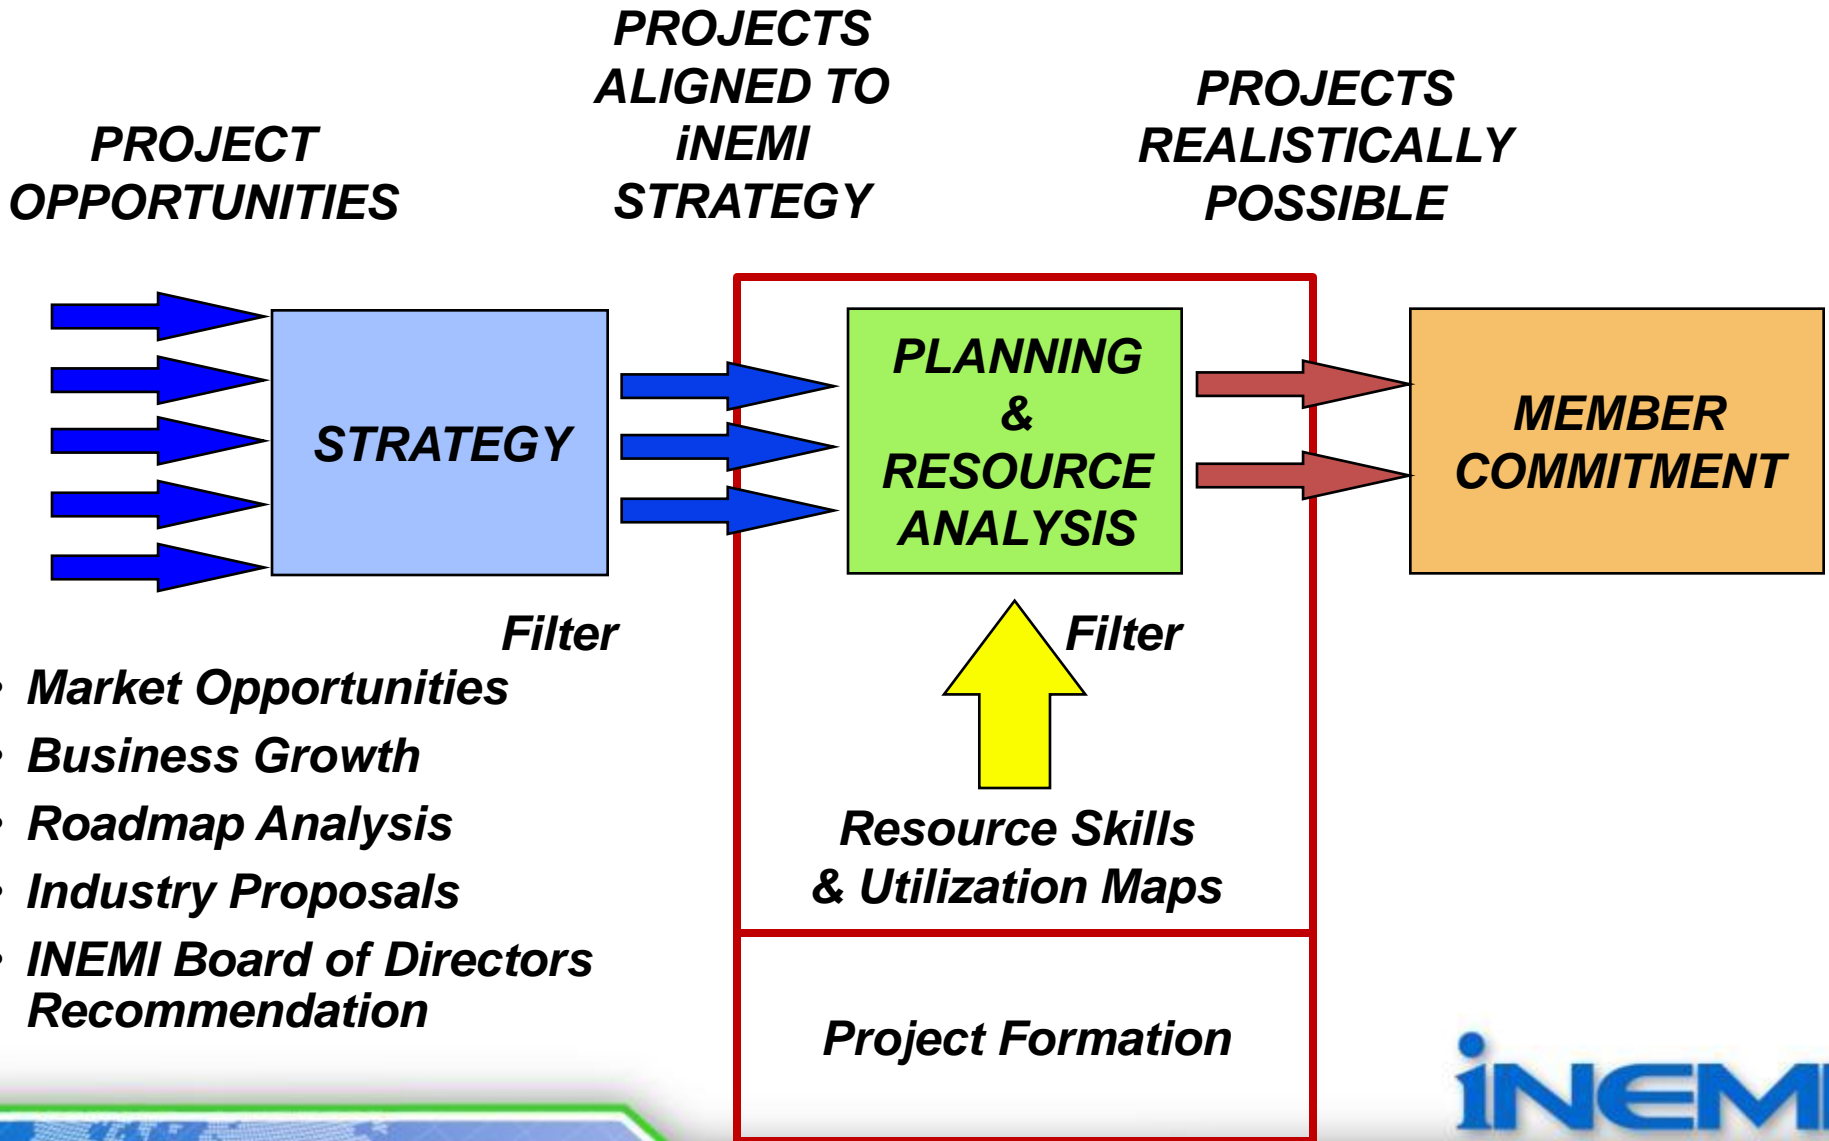 PROJECT
OPPORTUNITIES
PROJECTS
ALIGNED TO
iNEMI
STRATEGY
PROJECTS
REALISTICALLY
POSSIBLE
STRATEGY
PLANNING
&
RESOURCE
ANALYSIS
MEMBER
COMMITMENT
Filter
Filter
• Market Opportunities
• Business Growth
• Roadmap Analysis
• Industry Proposals
• INEMI Board of Directors
Recommendation
Resource Skills
& Utilization Maps
Project Formation
iNEMI